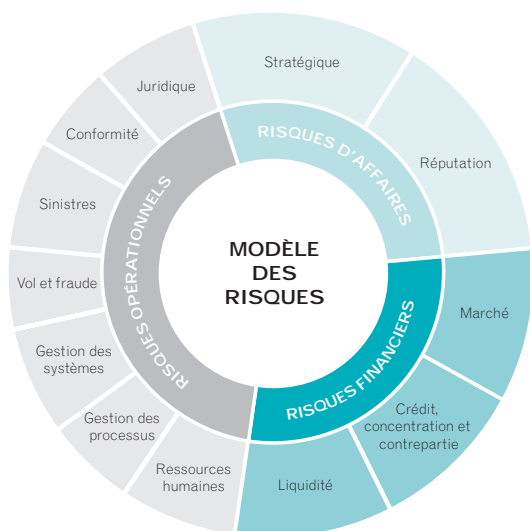 MODÈLE
DES
RISQUES
RISQUES D'AFFAIRES
Stratégique
Réputation
RISQUES FINANCIERS
Marché
Crédit,
concentration et
contrepartie
Liquidité
RISQUES OPÉRATIONNELS
Ressources
humaines
Gestion des
processus
Gestion des
systèmes
Vol et fraude
Sinistres
Conformité
Juridique